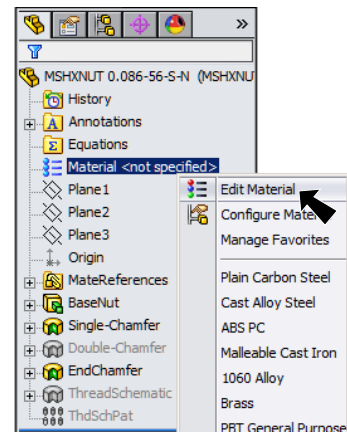 »
MSHXNUT 0.086-56-S-N (MSHXNU
History
Annotations
Equations
Material <not specified>
Plane1
Plane2
Plane3
Origin
MateReferences
BaseNut
Single-Chamfer
Double-Chamfer
EndChamfer
ThreadSchematic
ThdSchPat
Edit Material
Configure Mate
Manage Favorites
Plain Carbon Steel
Cast Alloy Steel
ABS PC
Malleable Cast Iron
1060 Alloy
Brass
PBT General Purpose